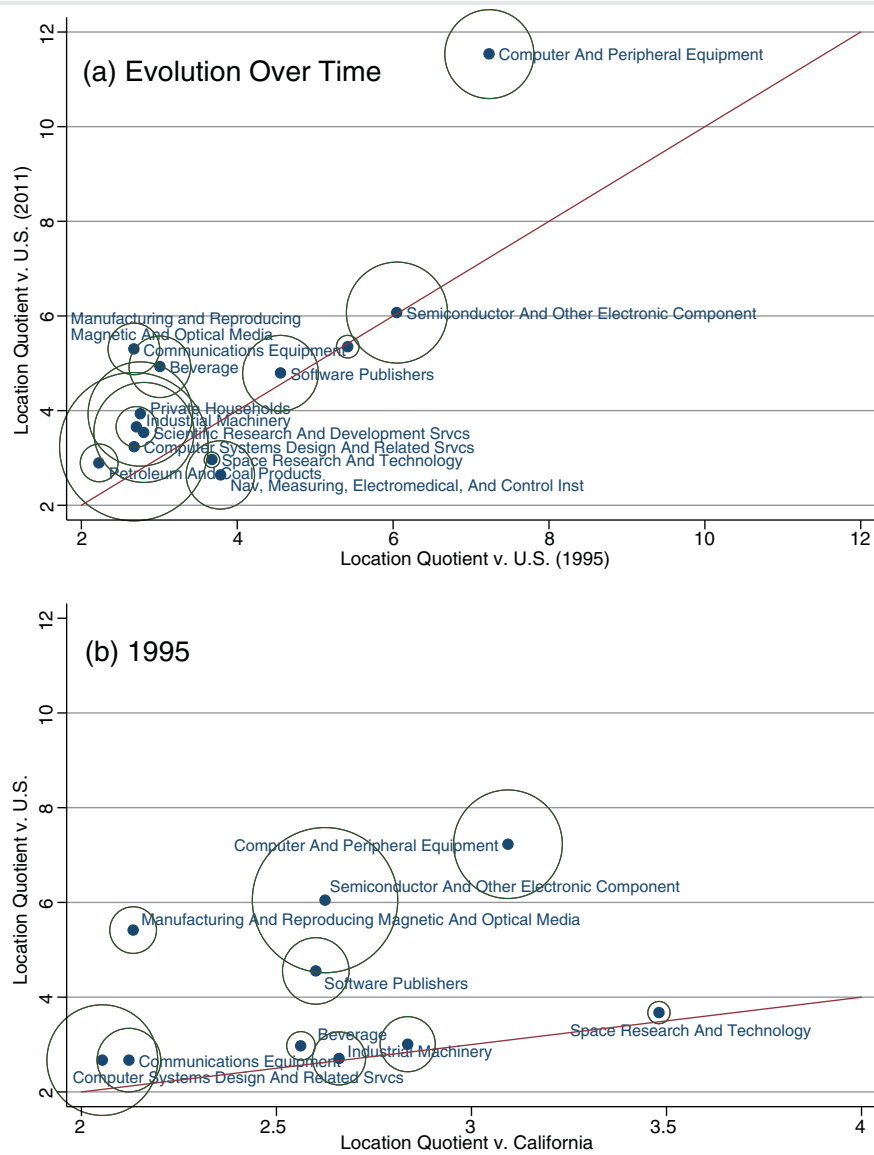 (a) Evolution Over Time
Location Quotient v. U.S. (2011)
12
10
8
6
4
2
Computer And Peripheral Equipment
Semiconductor And Other Electronic Component
Manufacturing and Reproducing
Magnetic And Optical Media
Communications Equipment
Beverage
Software Publishers
Private Households
Industrial Machinery
Scientific Research And Development Srvcs
Computer Systems Design And Related Srvcs
Space Research And Technology
Petroleum And Coal Products
Nav, Measuring, Electromedical, And Control Inst
2 4 6 8 10 12
Location Quotient v. U.S. (1995)
(b) 1995
Location Quotient v. U.S.
12
10
8
6
4
2
Computer And Peripheral Equipment
Semiconductor And Other Electronic Component
Manufacturing And Reproducing Magnetic And Optical Media
Software Publishers
Space Research And Technology
Beverage
Industrial Machinery
Communications Equipment
Computer Systems Design And Related Srvcs
2 2.5 3 3.5 4
Location Quotient v. California